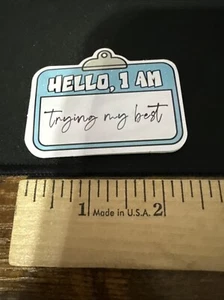 HELLO, I AM
trying my best
1 Made in U.S.A. 2